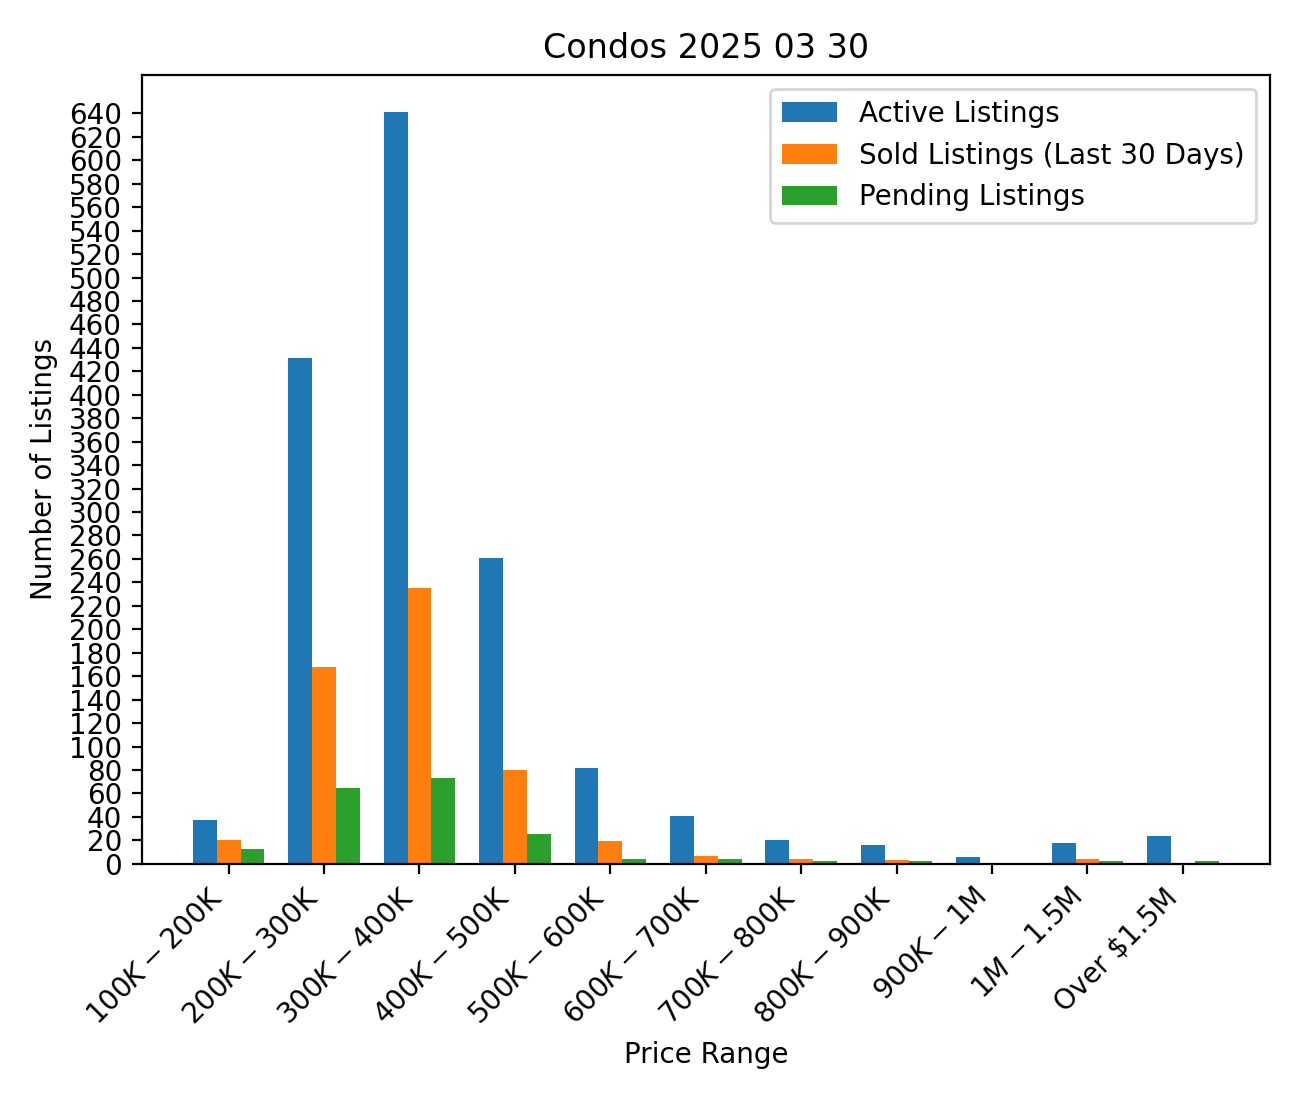 Condos 2025 03 30
Active Listings
Sold Listings (Last 30 Days)
Pending Listings
Number of Listings
640
620
600
580
560
540
520
500
480
460
440
420
400
380
360
340
320
300
280
260
240
220
200
180
160
140
120
100
80
60
40
20
0
100K − 200K
200K − 300K
300K − 400K
400K − 500K
500K − 600K
600K − 700K
700K − 800K
800K − 900K
900K − 1M
1M − 1.5M
Over $1.5M
Price Range